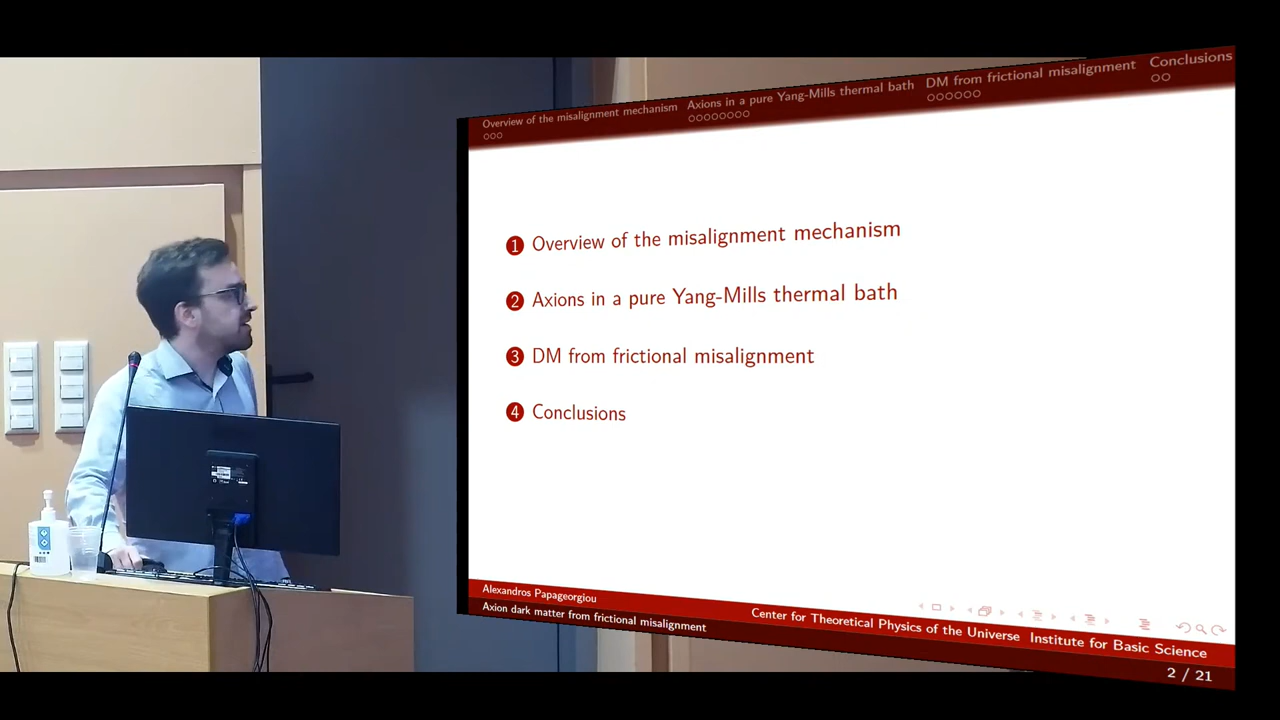 Overview of the misalignment mechanism
Axions in a pure Yang-Mills thermal bath
DM from frictional misalignment
Conclusions
1 Overview of the misalignment mechanism
2 Axions in a pure Yang-Mills thermal bath
3 DM from frictional misalignment
4 Conclusions
Alexandros Papageorgiou
Center for Theoretical Physics of the Universe Institute for Basic Science
Axion dark matter from frictional misalignment
2 / 21